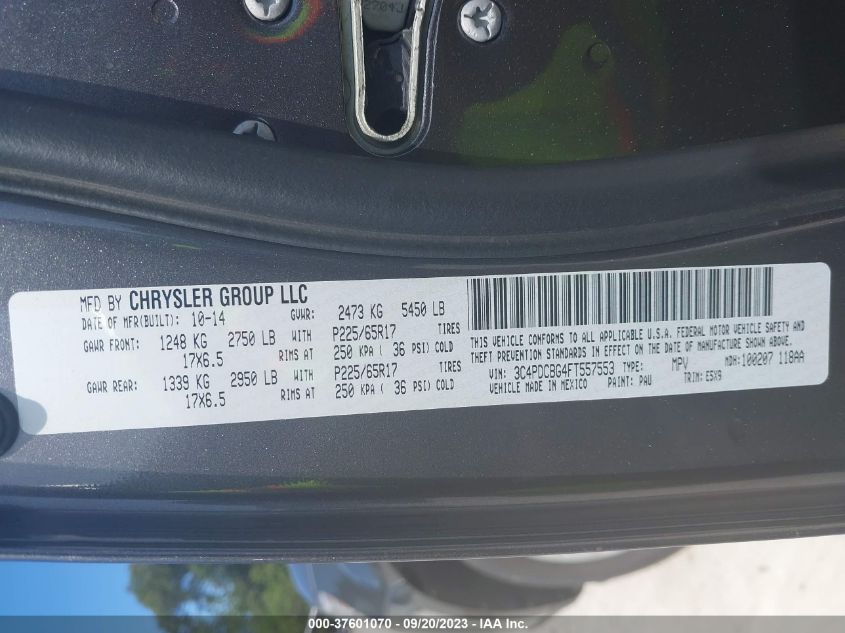 2704J
MFD BY CHRYSLER GROUP LLC
DATE OF MFR(BUILT): 10-14 GVWR: 2473 KG 5450 LB
GAWR FRONT: 1248 KG 2750 LB WITH P225/65R17 TIRES
17X6.5 RIMS AT 250 KPA ( 36 PSI) COLD
GAWR REAR: 1339 KG 2950 LB WITH P225/65R17 TIRES
17X6.5 RIMS AT 250 KPA ( 36 PSI) COLD
THIS VEHICLE CONFORMS TO ALL APPLICABLE U.S.A. FEDERAL MOTOR VEHICLE SAFETY AND
THEFT PREVENTION STANDARDS IN EFFECT ON THE DATE OF MANUFACTURE SHOWN ABOVE.
VIN: 3C4PDCBG4FT557553 TYPE: MPV MDH: 100207 118AA
VEHICLE MADE IN MEXICO PAINT: PAU TRIM: E5X9
000-37601070 - 09/20/2023 - IAA Inc.